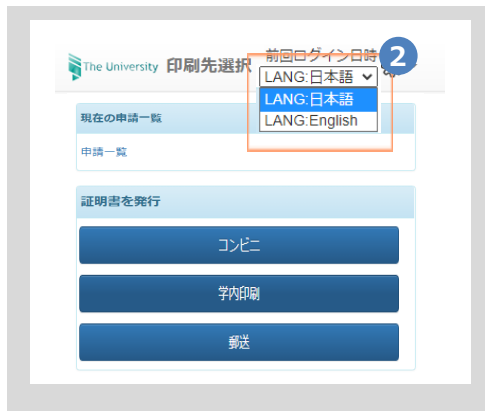 前回ログイン日時
2
The University 印刷先選択
LANG:日本語
LANG:日本語
LANG:English
現在の申請一覧
申請一覧
証明書を発行
コンビニ
学内印刷
郵送